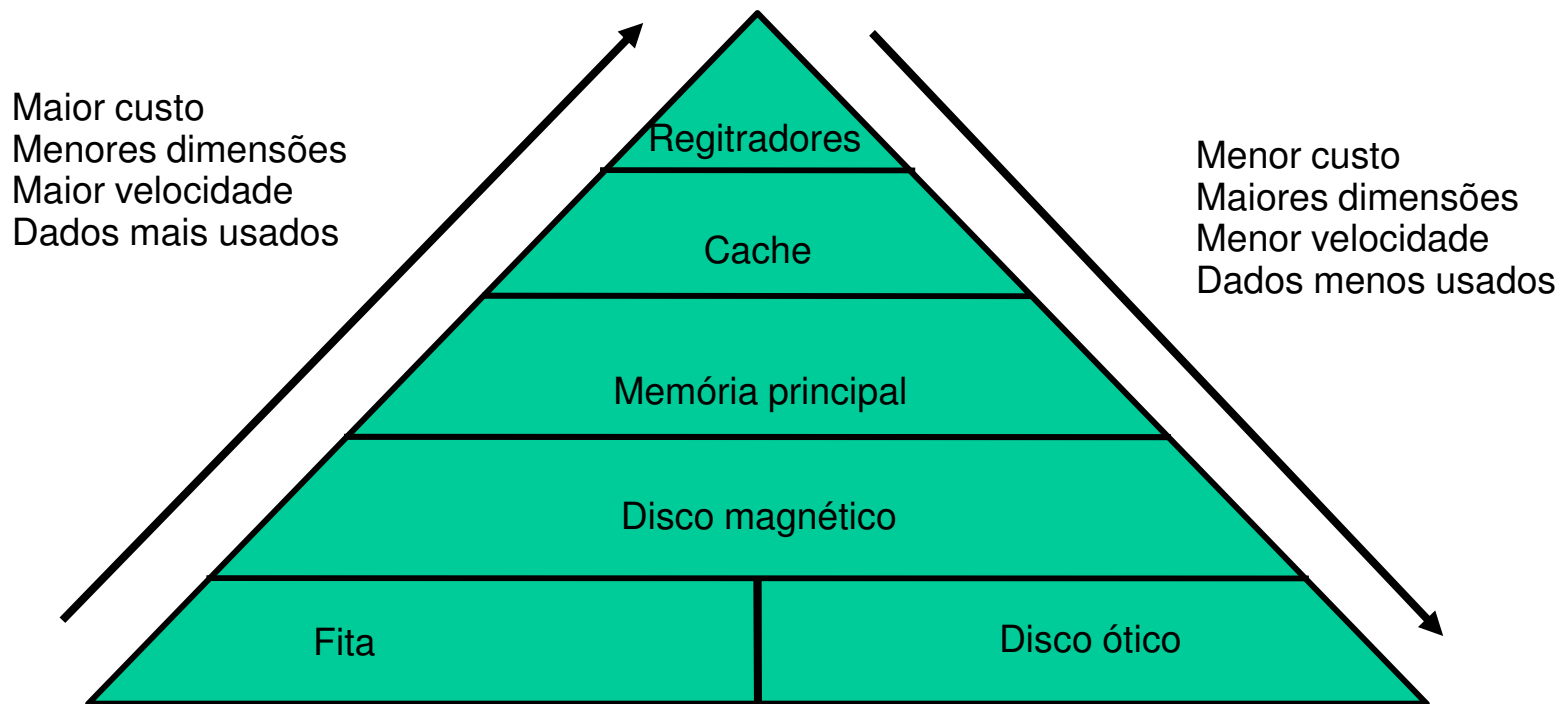 Maior custo
Menores dimensões
Maior velocidade
Dados mais usados
Menor custo
Maiores dimensões
Menor velocidade
Dados menos usados
Regitradores
Cache
Memória principal
Disco magnético
Fita
Disco ótico